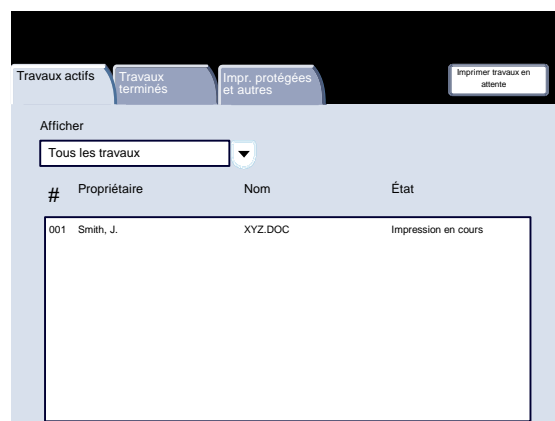 Travaux actifs
Travaux
terminés
Impr. protégées
et autres
Imprimer travaux en
attente
Afficher
Tous les travaux
# Propriétaire Nom État
001 Smith, J. XYZ.DOC Impression en cours